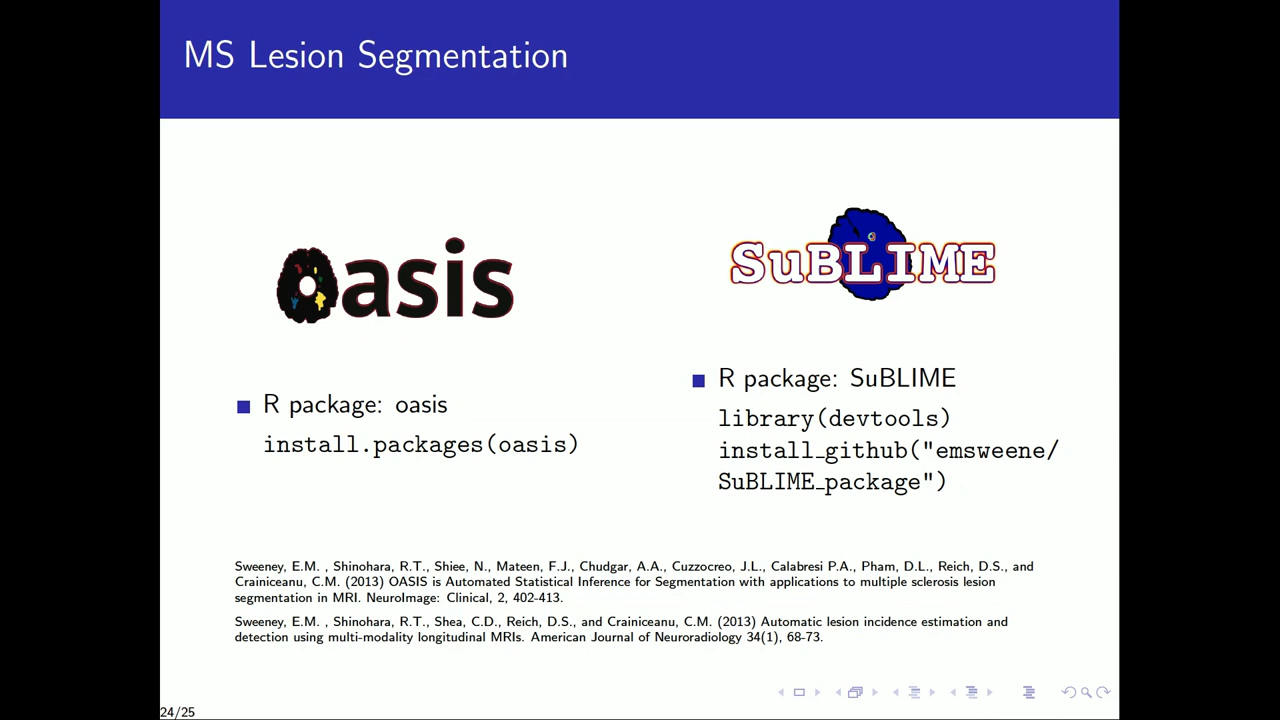 MS Lesion Segmentation
Oasis
R package: oasis
install.packages(oasis)
SuBLIME
R package: SuBLIME
library(devtools)
install_github("emsweene/
SuBLIME_package")
Sweeney, E.M. , Shinohara, R.T., Shiee, N., Mateen, F.J., Chudgar, A.A., Cuzzocreo, J.L., Calabresi P.A., Pham, D.L., Reich, D.S., and
Crainiceanu, C.M. (2013) OASIS is Automated Statistical Inference for Segmentation with applications to multiple sclerosis lesion
segmentation in MRI. NeuroImage: Clinical, 2, 402-413.
Sweeney, E.M. , Shinohara, R.T., Shea, C.D., Reich, D.S., and Crainiceanu, C.M. (2013) Automatic lesion incidence estimation and
detection using multi-modality longitudinal MRIs. American Journal of Neuroradiology 34(1), 68-73.
24/25